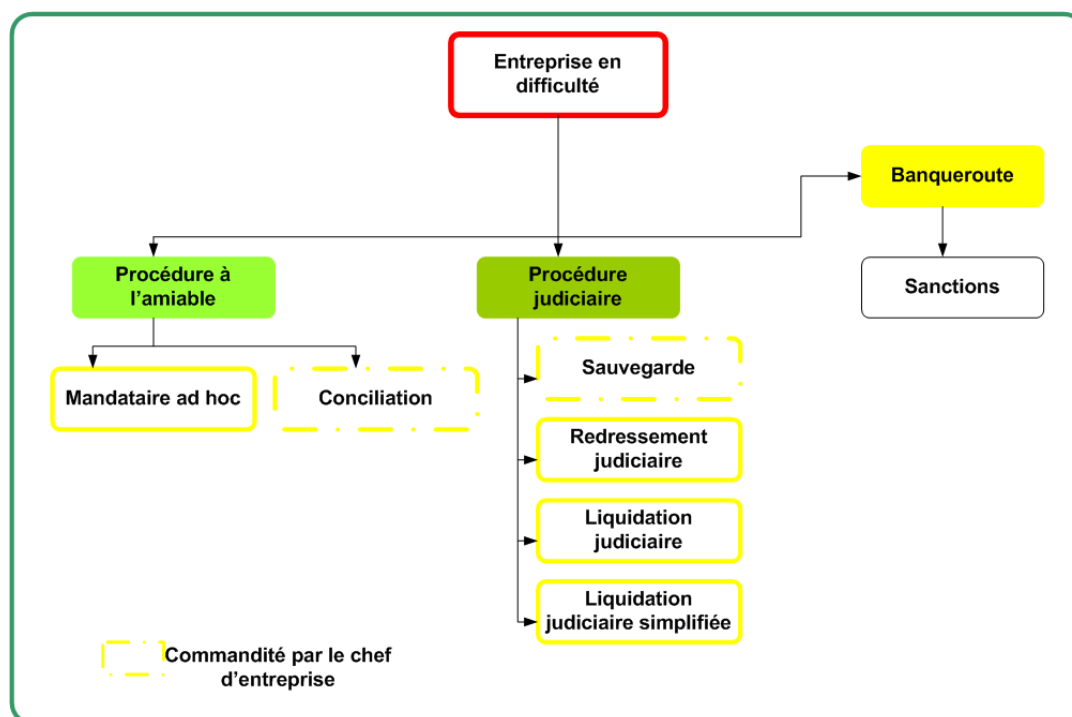 Entreprise en
difficulté
Banqueroute
Procédure à
l'amiable
Procédure
judiciaire
Sanctions
Sauvegarde
Mandataire ad hoc
Conciliation
Redressement
judiciaire
Liquidation
judiciaire
Liquidation
judiciaire simplifiée
Commandité par le chef
d'entreprise